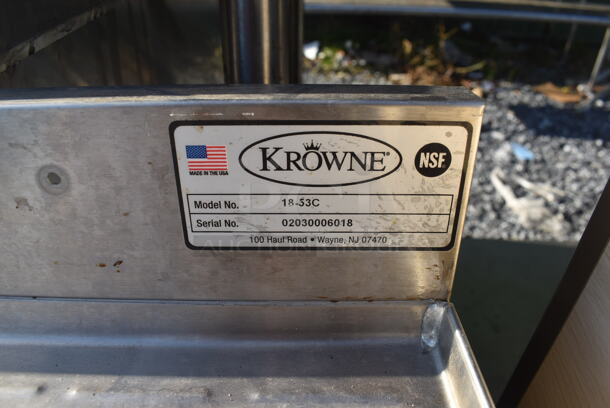 KROWNE®
NSF®
MADE IN THE USA
Model No. 18-53C
Serial No. 02030006018
100 Haul Road • Wayne, NJ 07470